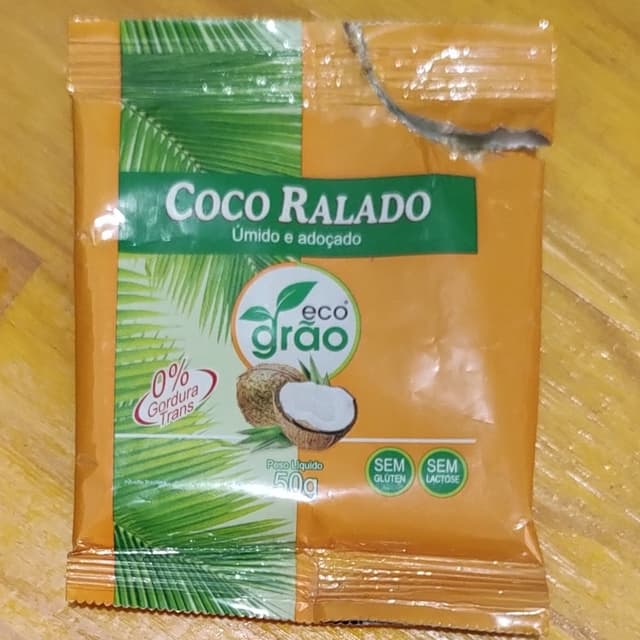 COCO RALADO
Úmido e adoçado
eco®
grão
0%
Gordura
Trans
Peso Líquido
50g
SEM
GLÚTEN
SEM
LACTOSE